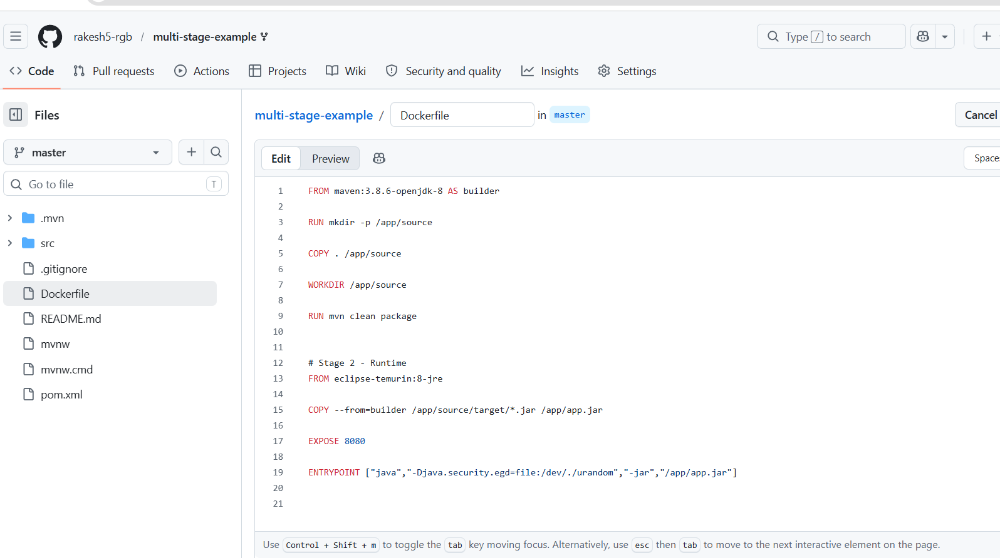 rakesh5-rgb / multi-stage-example
Type / to search
Code
Pull requests
Actions
Projects
Wiki
Security and quality
Insights
Settings
Files
master
Go to file
T
.mvn
src
.gitignore
Dockerfile
README.md
mvnw
mvnw.cmd
pom.xml
multi-stage-example / Dockerfile in master
Cancel
Edit
Preview
Space
1 FROM maven:3.8.6-openjdk-8 AS builder
2
3 RUN mkdir -p /app/source
4
5 COPY . /app/source
6
7 WORKDIR /app/source
8
9 RUN mvn clean package
10
11
12 # Stage 2 - Runtime
13 FROM eclipse-temurin:8-jre
14
15 COPY --from=builder /app/source/target/*.jar /app/app.jar
16
17 EXPOSE 8080
18
19 ENTRYPOINT ["java","-Djava.security.egd=file:/dev/./urandom","-jar","/app/app.jar"]
20
21
Use Control + Shift + m to toggle the tab key moving focus. Alternatively, use esc then tab to move to the next interactive element on the page.